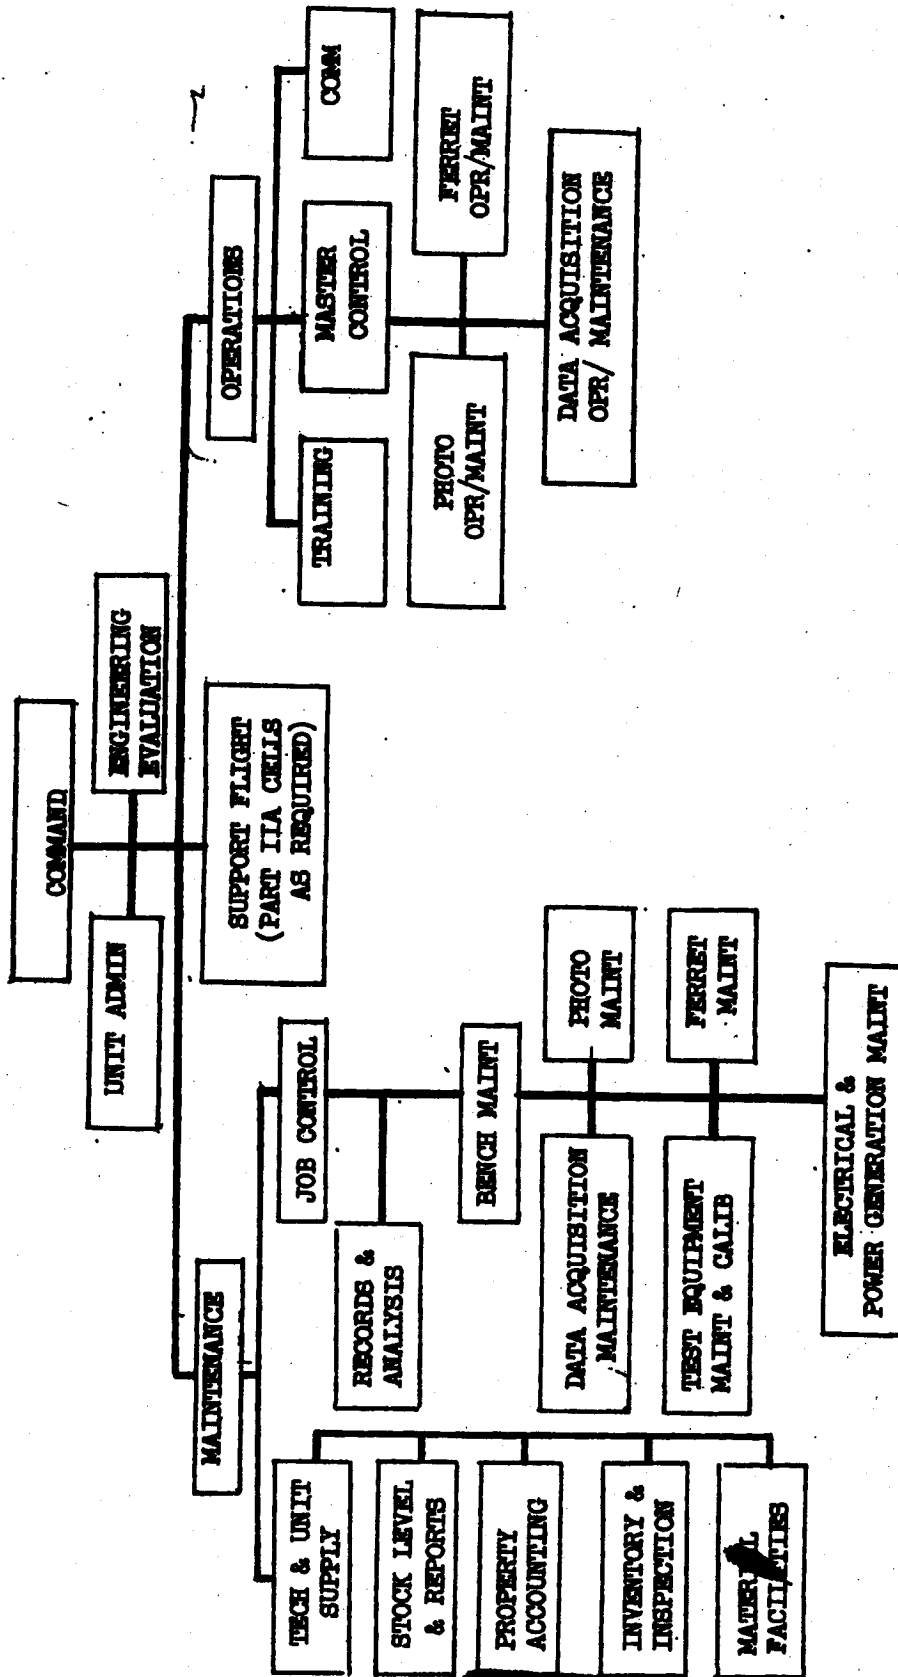 COMMAND
UNIT ADMIN
ENGINEERING
EVALUATION
MAINTENANCE
SUPPORT FLIGHT
(PART IIA CELLS
AS REQUIRED)
OPERATIONS
TECH & UNIT
SUPPLY
JOB CONTROL
TRAINING
MASTER
CONTROL
COMM
STOCK LEVEL
& REPORTS
RECORDS &
ANALYSIS
PHOTO
OPR/MAINT
FERRET
OPR/MAINT
PROPERTY
ACCOUNTING
BENCH MAINT
DATA ACQUISITION
OPR/ MAINTENANCE
INVENTORY &
INSPECTION
DATA ACQUISITION
MAINTENANCE
PHOTO
MAINT
MATERIAL
FACILITIES
TEST EQUIPMENT
MAINT & CALIB
FERRET
MAINT
ELECTRICAL &
POWER GENERATION MAINT